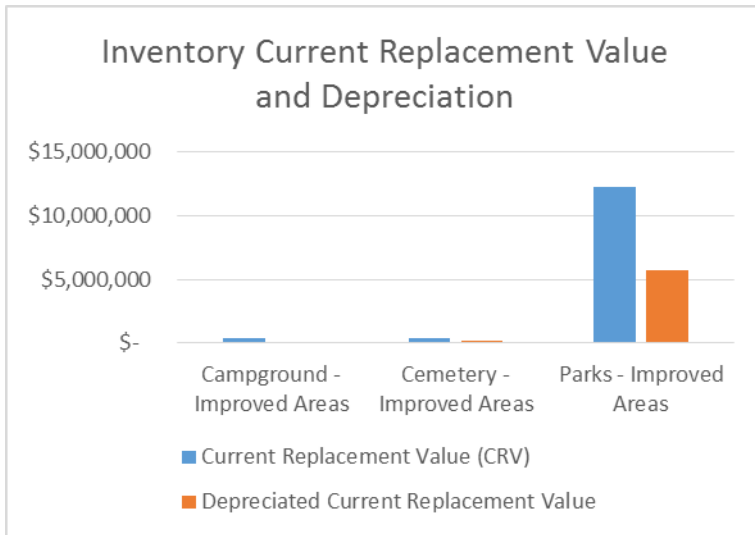 Inventory Current Replacement Value
and Depreciation
$15,000,000
$10,000,000
$5,000,000
$-
Campground -
Improved Areas
Cemetery -
Improved Areas
Parks - Improved
Areas
Current Replacement Value (CRV)
Depreciated Current Replacement Value